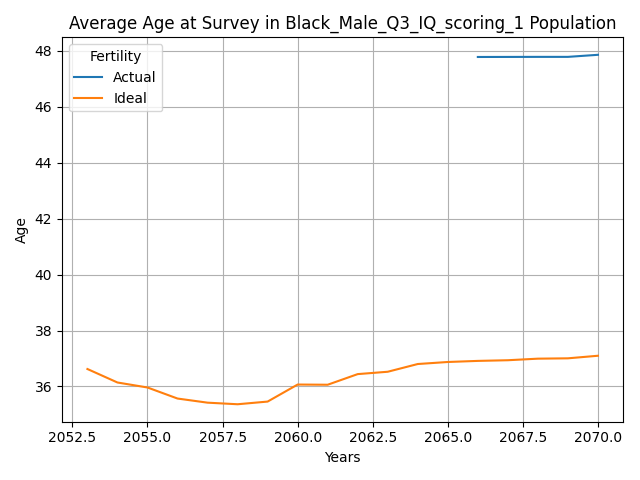 Average Age at Survey in Black_Male_Q3_IQ_scoring_1 Population
Fertility
Actual
Ideal
48
46
44
42
40
38
36
Age
2052.5 2055.0 2057.5 2060.0 2062.5 2065.0 2067.5 2070.0
Years